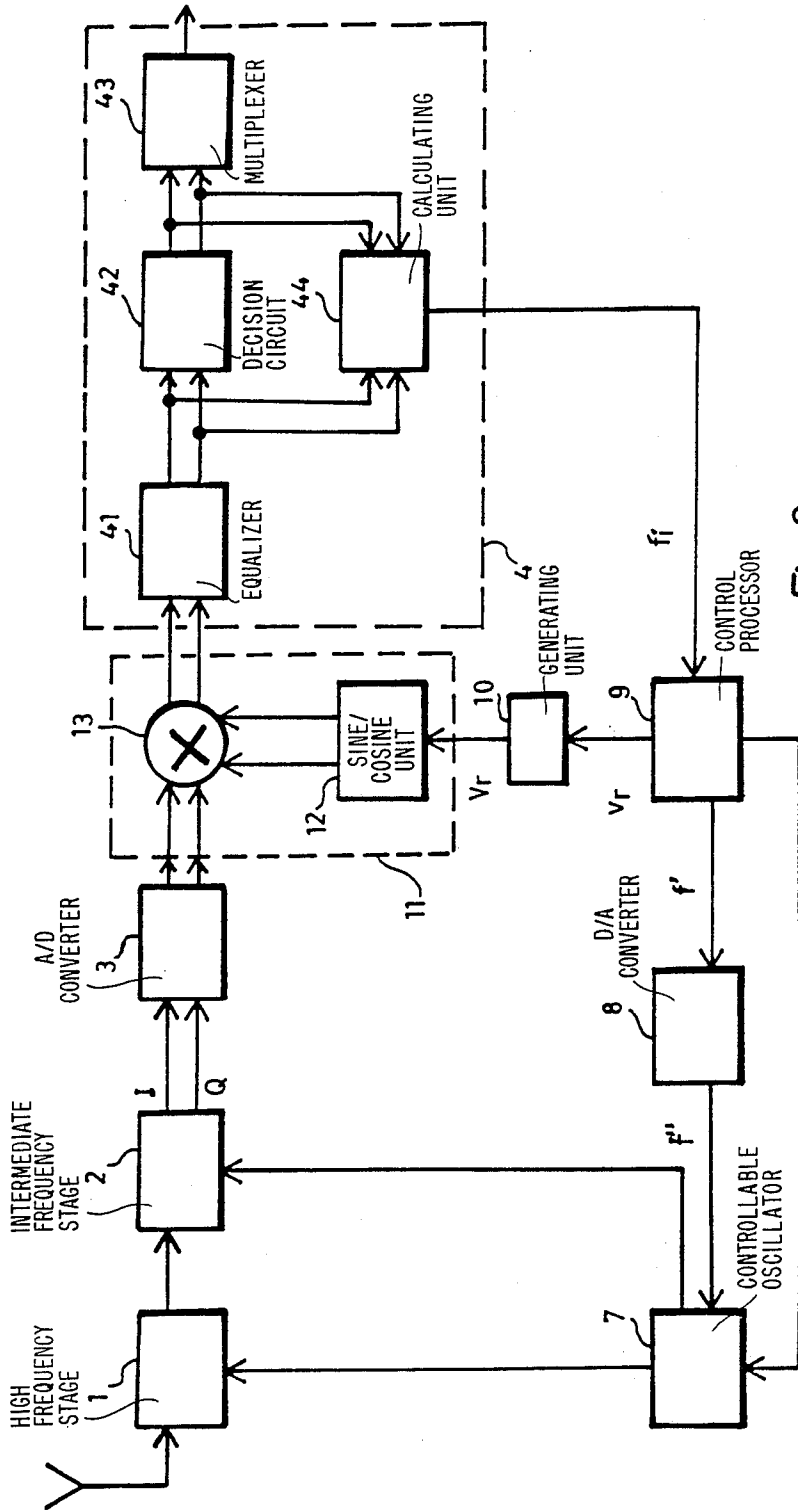 HIGH
FREQUENCY
STAGE
1
INTERMEDIATE
FREQUENCY
STAGE
2
I
Q
A/D
CONVERTER
3
13
SINE/
COSINE
UNIT
12
11
41
EQUALIZER
42
DECISION
CIRCUIT
43
MULTIPLEXER
44
CALCULATING
UNIT
4
10
GENERATING
UNIT
Vr
Vr
fi
9
CONTROL
PROCESSOR
f'
D/A
CONVERTER
8
f"
7
CONTROLLABLE
OSCILLATOR